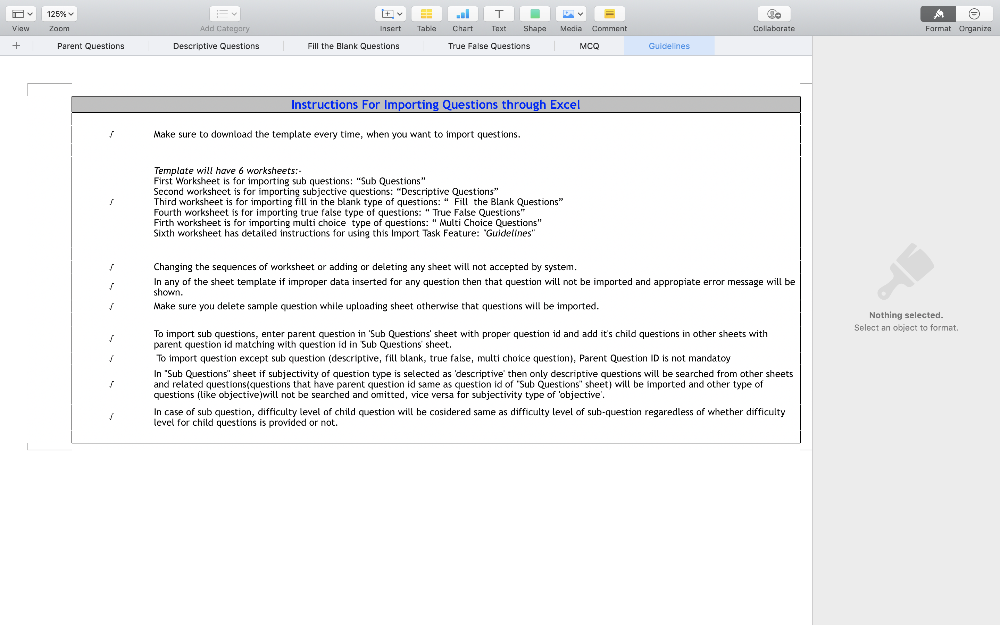 125%
View Zoom Add Category Insert Table Chart Text Shape Media Comment Collaborate Format Organize
Parent Questions Descriptive Questions Fill the Blank Questions True False Questions MCQ Guidelines
Instructions For Importing Questions through Excel
√ Make sure to download the template every time, when you want to import questions.
Template will have 6 worksheets:-
First Worksheet is for importing sub questions: “Sub Questions”
Second worksheet is for importing subjective questions: “Descriptive Questions”
√ Third worksheet is for importing fill in the blank type of questions: “  Fill  the Blank Questions”
Fourth worksheet is for importing true false type of questions: “ True False Questions”
Firth worksheet is for importing multi choice  type of questions: “ Multi Choice Questions”
Sixth worksheet has detailed instructions for using this Import Task Feature: "Guidelines"
√ Changing the sequences of worksheet or adding or deleting any sheet will not accepted by system.
√ In any of the sheet template if improper data inserted for any question then that question will not be imported and appropiate error message will be
shown.
√ Make sure you delete sample question while uploading sheet otherwise that questions will be imported.
√ To import sub questions, enter parent question in 'Sub Questions' sheet with proper question id and add it's child questions in other sheets with
parent question id matching with question id in 'Sub Questions' sheet.
√ To import question except sub question (descriptive, fill blank, true false, multi choice question), Parent Question ID is not mandatoy
√ In "Sub Questions" sheet if subjectivity of question type is selected as 'descriptive' then only descriptive questions will be searched from other sheets
and related questions(questions that have parent question id same as question id of "Sub Questions" sheet) will be imported and other type of
questions (like objective)will not be searched and omitted, vice versa for subjectivity type of 'objective'.
√ In case of sub question, difficulty level of child question will be cosidered same as difficulty level of sub-question regaredless of whether difficulty
level for child questions is provided or not.
Nothing selected.
Select an object to format.